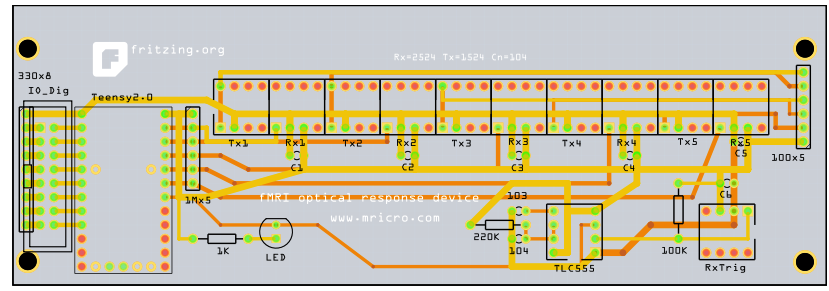 fritzing.org
Rx=2524 Tx=1524 Cn=104
330x8
IO_Dig
Teensy2.0
Tx1
Rx1
Tx2
Rx2
Tx3
Rx3
Tx4
Rx4
Tx5
Rx5
C1
C2
C3
C4
C5
100x5
1Mx5
fMRI optical response device
www.mricro.com
103
C6
220K
104
TLC555
100K
RxTrig
1K
LED